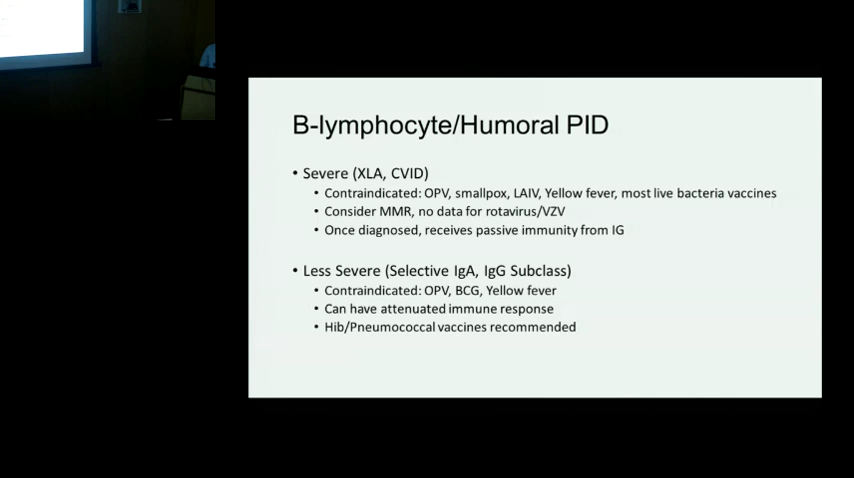 B-lymphocyte/Humoral PID
• Severe (XLA, CVID)
• Contraindicated: OPV, smallpox, LAIV, Yellow fever, most live bacteria vaccines
• Consider MMR, no data for rotavirus/VZV
• Once diagnosed, receives passive immunity from IG
• Less Severe (Selective IgA, IgG Subclass)
• Contraindicated: OPV, BCG, Yellow fever
• Can have attenuated immune response
• Hib/Pneumococcal vaccines recommended